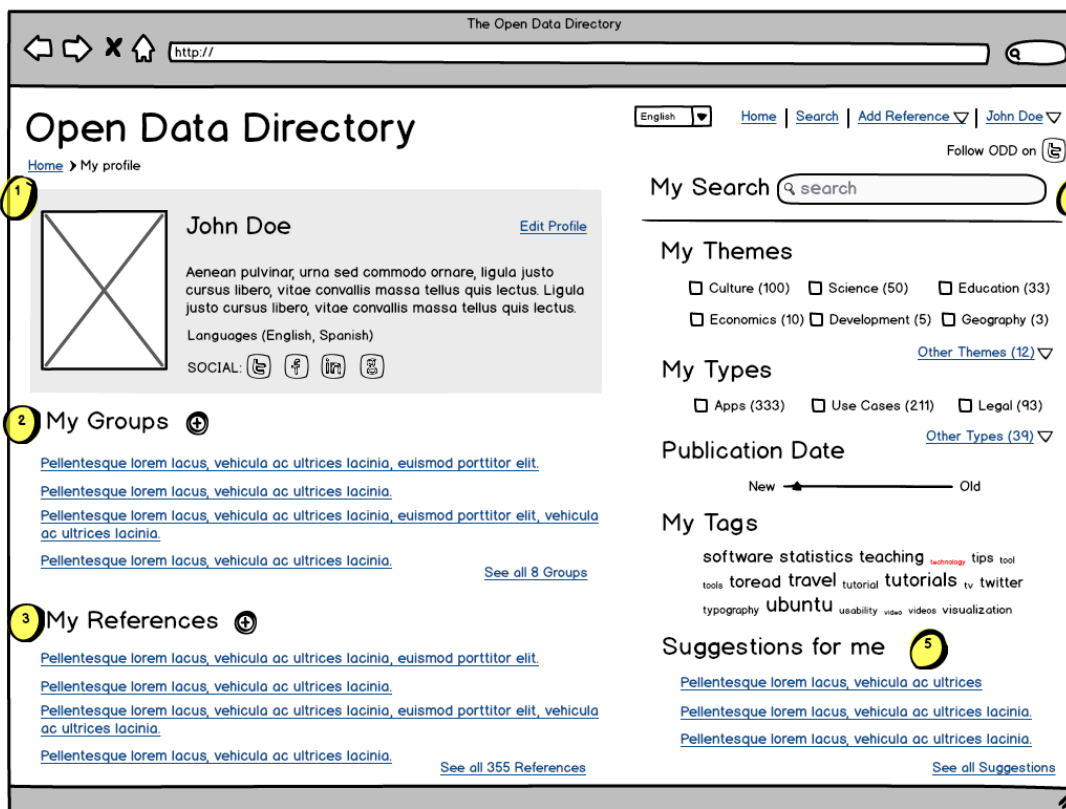 The Open Data Directory
http://
Open Data Directory
English
Home | Search | Add Reference | John Doe
Follow ODD on
Home > My profile
1
John Doe
Edit Profile
Aenean pulvinar, urna sed commodo ornare, ligula justo
cursus libero, vitae convallis massa tellus quis lectus. Ligula
justo cursus libero, vitae convallis massa tellus quis lectus.
Languages (English, Spanish)
SOCIAL:
2
My Groups
Pellentesque lorem lacus, vehicula ac ultrices lacinia, euismod porttitor elit.
Pellentesque lorem lacus, vehicula ac ultrices lacinia.
Pellentesque lorem lacus, vehicula ac ultrices lacinia, euismod porttitor elit, vehicula
ac ultrices lacinia.
Pellentesque lorem lacus, vehicula ac ultrices lacinia.
See all 8 Groups
3
My References
Pellentesque lorem lacus, vehicula ac ultrices lacinia, euismod porttitor elit.
Pellentesque lorem lacus, vehicula ac ultrices lacinia.
Pellentesque lorem lacus, vehicula ac ultrices lacinia, euismod porttitor elit, vehicula
ac ultrices lacinia.
Pellentesque lorem lacus, vehicula ac ultrices lacinia.
See all 355 References
My Search
search
My Themes
Culture (100) Science (50) Education (33)
Economics (10) Development (5) Geography (3)
Other Themes (12)
My Types
Apps (333) Use Cases (211) Legal (93)
Other Types (39)
Publication Date
New Old
My Tags
software statistics teaching technology tips tool
tools toread travel tutorial tutorials tv twitter
typography ubuntu usability video videos visualization
Suggestions for me
5
Pellentesque lorem lacus, vehicula ac ultrices
Pellentesque lorem lacus, vehicula ac ultrices lacinia.
Pellentesque lorem lacus, vehicula ac ultrices lacinia.
See all Suggestions